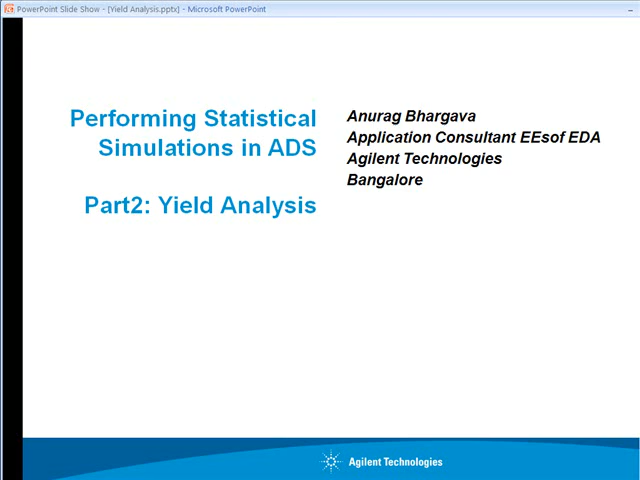 PowerPoint Slide Show - [Yield Analysis.pptx] - Microsoft PowerPoint
Performing Statistical
Simulations in ADS
Part2: Yield Analysis
Anurag Bhargava
Application Consultant EEsof EDA
Agilent Technologies
Bangalore
Agilent Technologies